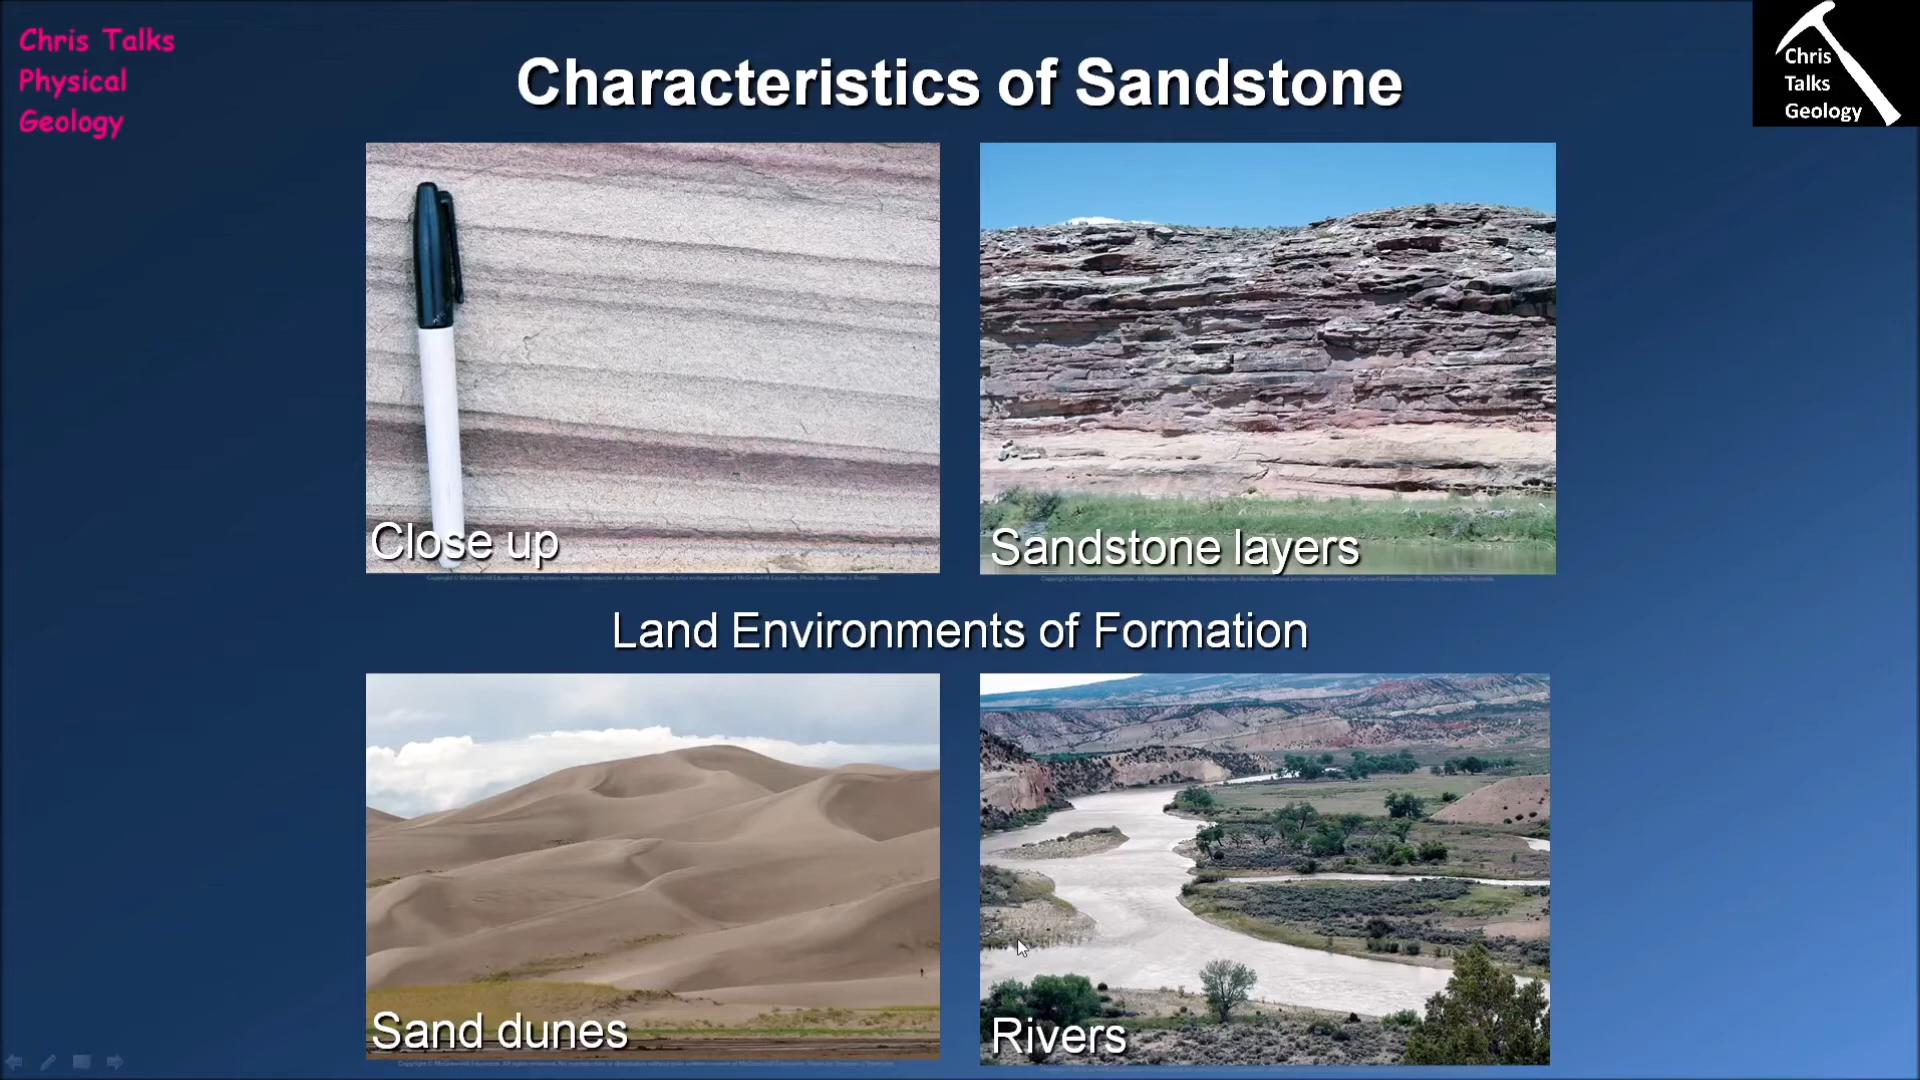 Chris Talks
Physical
Geology
Characteristics of Sandstone
Chris
Talks
Geology
Close up
Sandstone layers
Land Environments of Formation
Sand dunes
Rivers